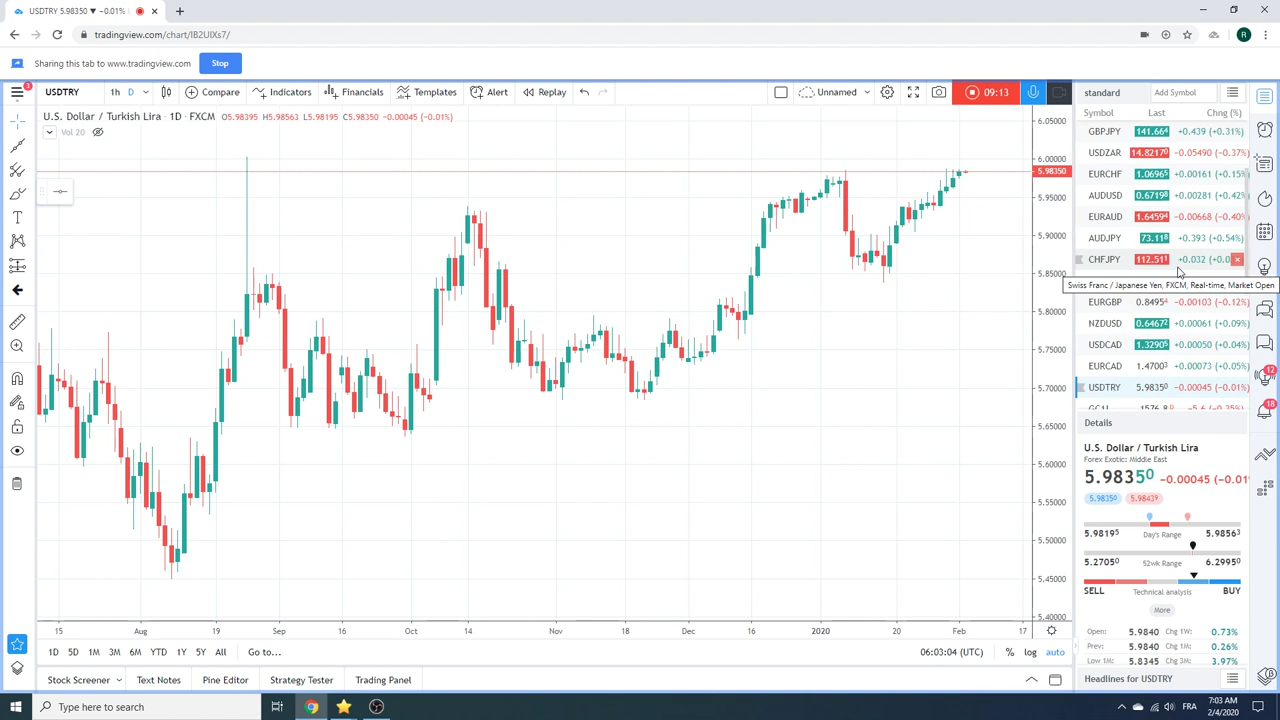 USDTRY 5.98350 ▼ −0.01%
tradingview.com/chart/IB2UIXs7/
R
Sharing this tab to www.tradingview.com
Stop
3
USDTRY
1h D
Compare
Indicators
Financials
Templates
Alert
Replay
Unnamed
09:13
U.S. Dollar / Turkish Lira · 1D · FXCM O5.98395 H5.98563 L5.98195 C5.98350 −0.00045 (−0.01%)
Vol 20
6.05000
6.00000
5.98350
5.95000
5.90000
5.85000
5.80000
5.75000
5.70000
5.65000
5.60000
5.55000
5.50000
5.45000
5.40000
15 Aug 19 Sep 16 Oct 14 Nov 18 Dec 16 2020 20 Feb 17
1D 5D 1M 3M 6M YTD 1Y 5Y All Go to...
06:03:04 (UTC) % log auto
Stock Screener Text Notes Pine Editor Strategy Tester Trading Panel
standard Add Symbol
Symbol Last Chng (%)
GBPJPY 141.664 +0.439 (+0.31%)
USDZAR 14.82170 −0.05490 (−0.37%)
EURCHF 1.06965 +0.00161 (+0.15%
AUDUSD 0.67198 +0.00281 (+0.42%
EURAUD 1.64594 −0.00668 (−0.40%
AUDJPY 73.118 +0.393 (+0.54%)
CHFJPY 112.511 +0.032 (+0.0
Swiss Franc / Japanese Yen, FXCM, Real-time, Market Open
EURGBP 0.84954 −0.00103 (−0.12%)
NZDUSD 0.64672 +0.00061 (+0.09%
USDCAD 1.32905 +0.00050 (+0.04%
EURCAD 1.47003 +0.00073 (+0.05%
USDTRY 5.98350 −0.00045 (−0.01%)
Details
U.S. Dollar / Turkish Lira
Forex Exotic: Middle East
5.98350 −0.00045 (−0.01
5.98350 5.98439
5.98195 Day's Range 5.98563
5.27050 52wk Range 6.29950
SELL Technical analysis BUY
More
Open: 5.9840 Chg 1W: 0.73%
Prev: 5.9840 Chg 1M: 0.26%
Low 1M: 5.8345 Chg 3M: 3.97%
Headlines for USDTRY
12
18
Type here to search
FRA
7:03 AM
2/4/2020